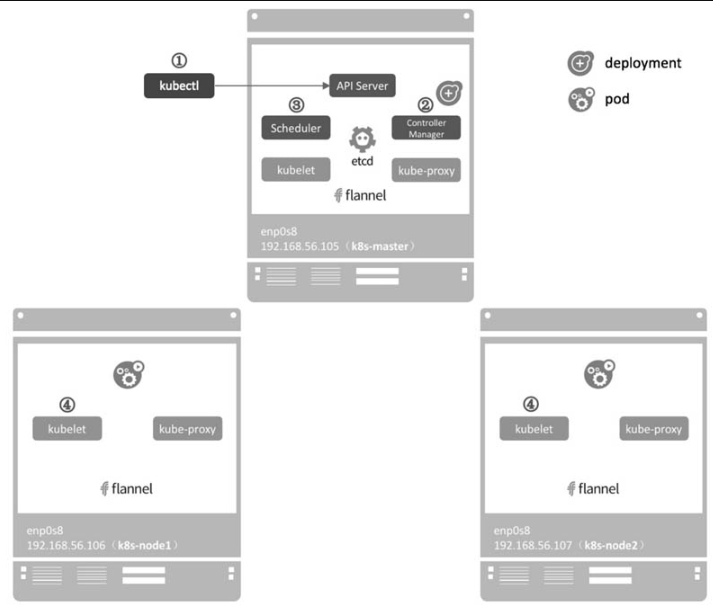 ①
kubectl
API Server
deployment
pod
③
②
Scheduler
Controller
Manager
etcd
kubelet
kube-proxy
flannel
enp0s8
192.168.56.105（k8s-master）
④
kubelet
kube-proxy
flannel
enp0s8
192.168.56.106（k8s-node1）
④
kubelet
kube-proxy
flannel
enp0s8
192.168.56.107（k8s-node2）